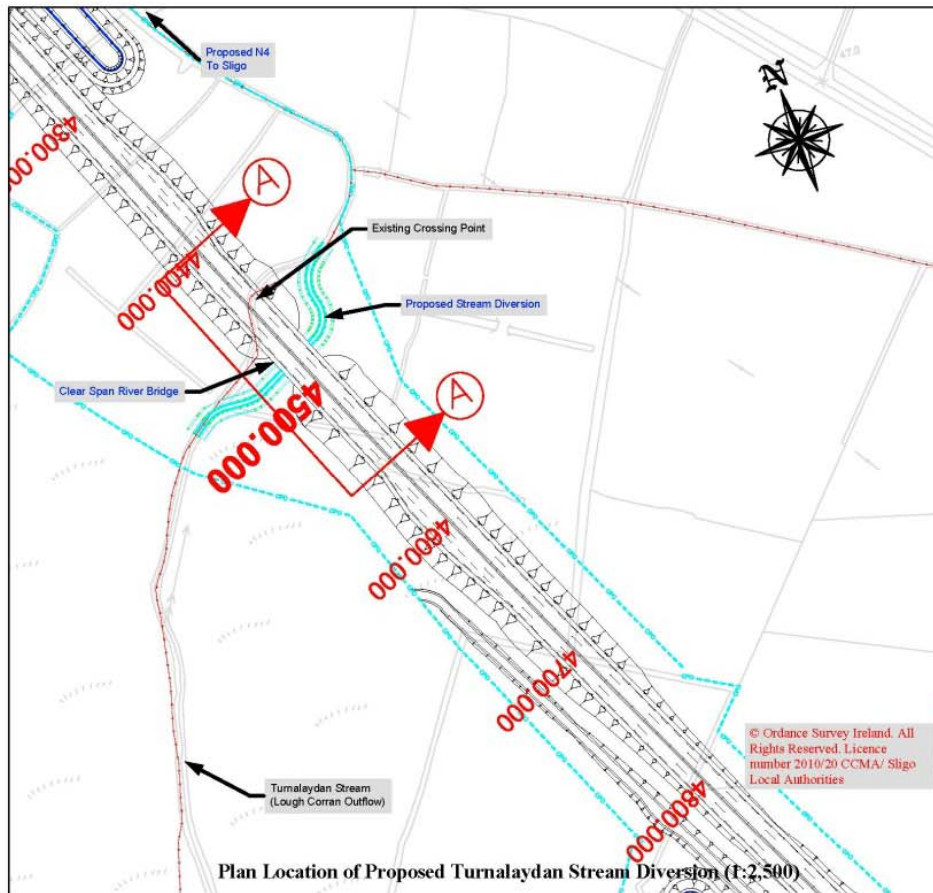 Proposed N4
To Sligo
47.0
N
4300.000
A
Existing Crossing Point
4400.000
Proposed Stream Diversion
Clear Span River Bridge
A
4500.000
4600.000
4700.000
© Ordance Survey Ireland. All
Rights Reserved. Licence
number 2010/20 CCMA/ Sligo
Local Authorities
Turnalaydan Stream
(Lough Corran Outflow)
4800.000
Plan Location of Proposed Turnalaydan Stream Diversion (1:2,500)